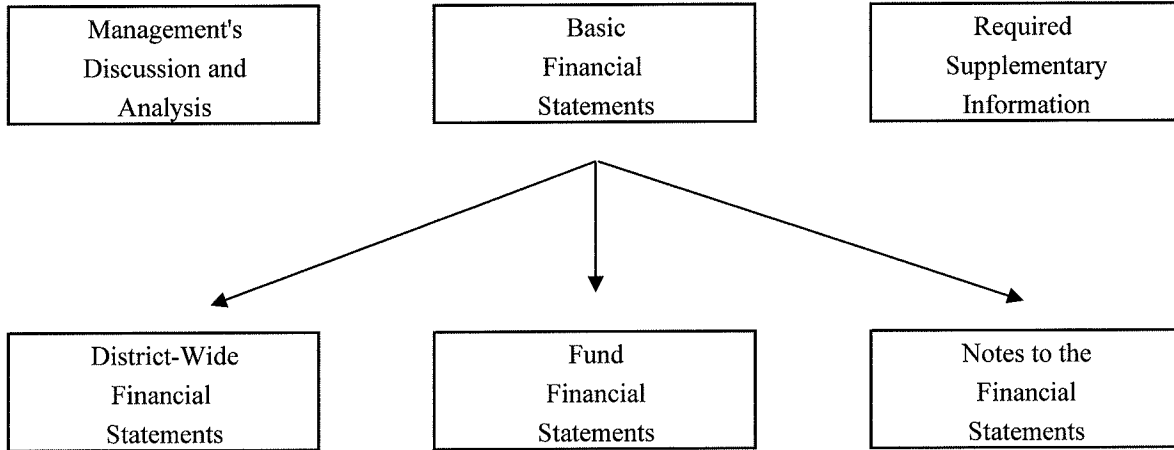 Management's
Discussion and
Analysis
Basic
Financial
Statements
Required
Supplementary
Information
District-Wide
Financial
Statements
Fund
Financial
Statements
Notes to the
Financial
Statements